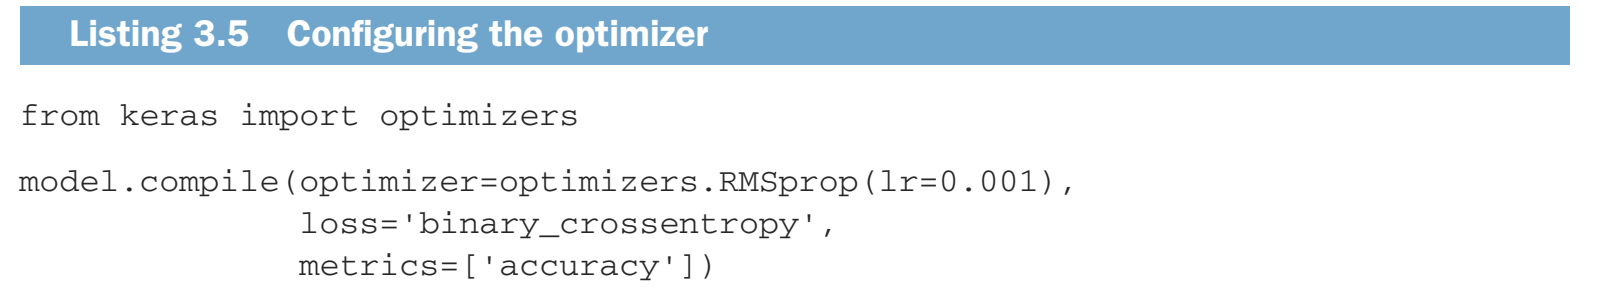 Listing 3.5 Configuring the optimizer
from keras import optimizers
model.compile(optimizer=optimizers.RMSprop(lr=0.001),
loss='binary_crossentropy',
metrics=['accuracy'])